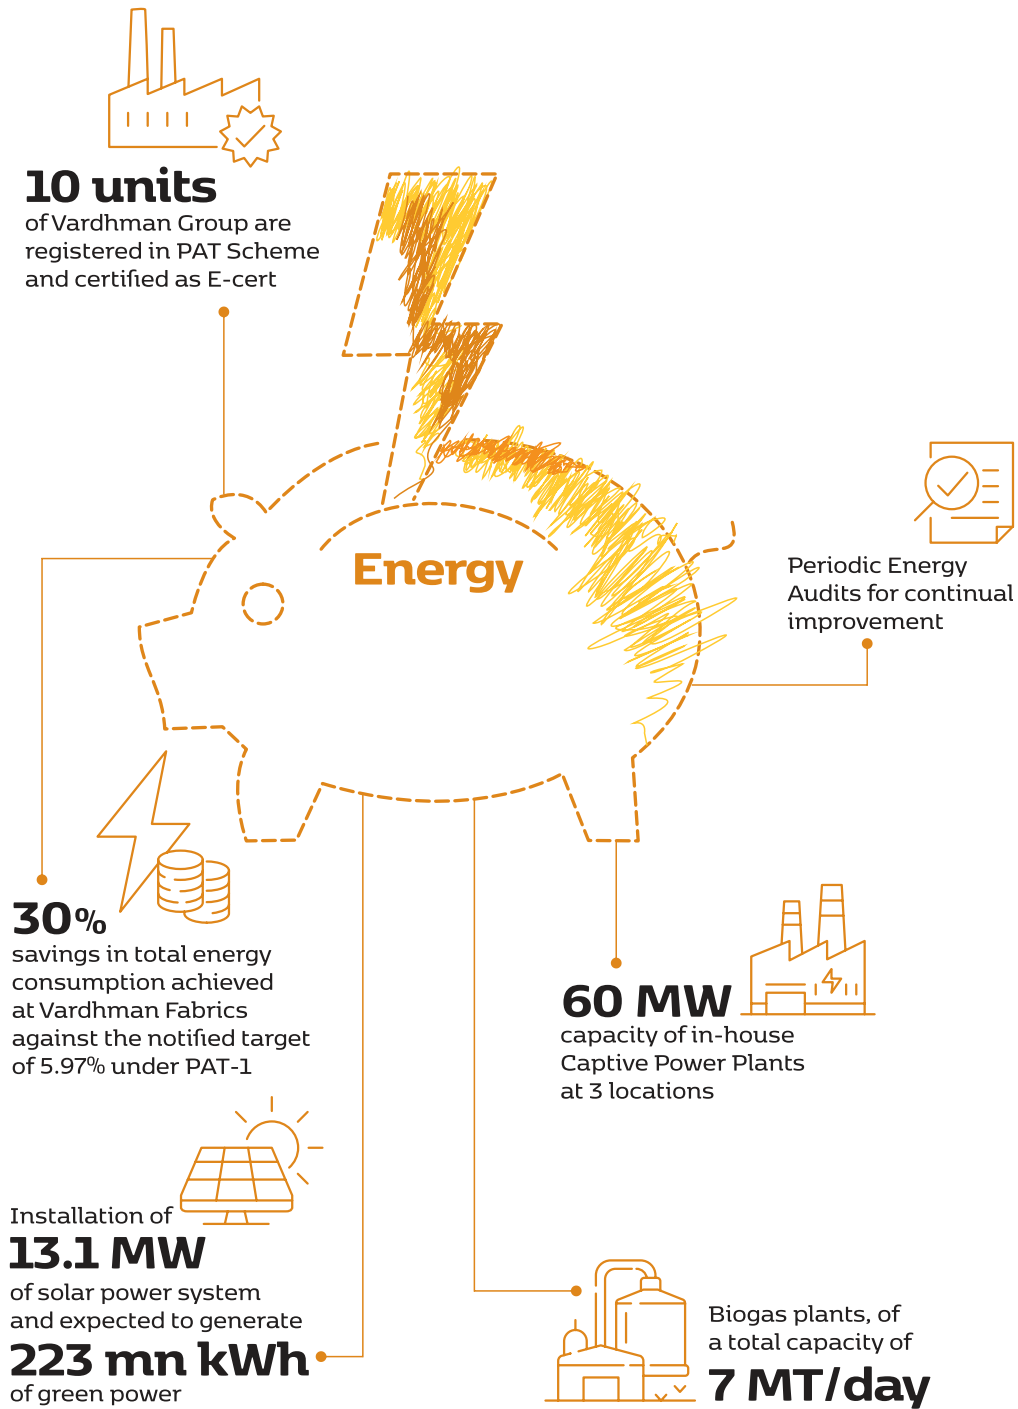 10 units
of Vardhman Group are
registered in PAT Scheme
and certified as E-cert
Energy
Periodic Energy
Audits for continual
improvement
30%
savings in total energy
consumption achieved
at Vardhman Fabrics
against the notified target
of 5.97% under PAT-1
60 MW
capacity of in-house
Captive Power Plants
at 3 locations
Installation of
13.1 MW
of solar power system
and expected to generate
223 mn kWh
of green power
Biogas plants, of
a total capacity of
7 MT/day